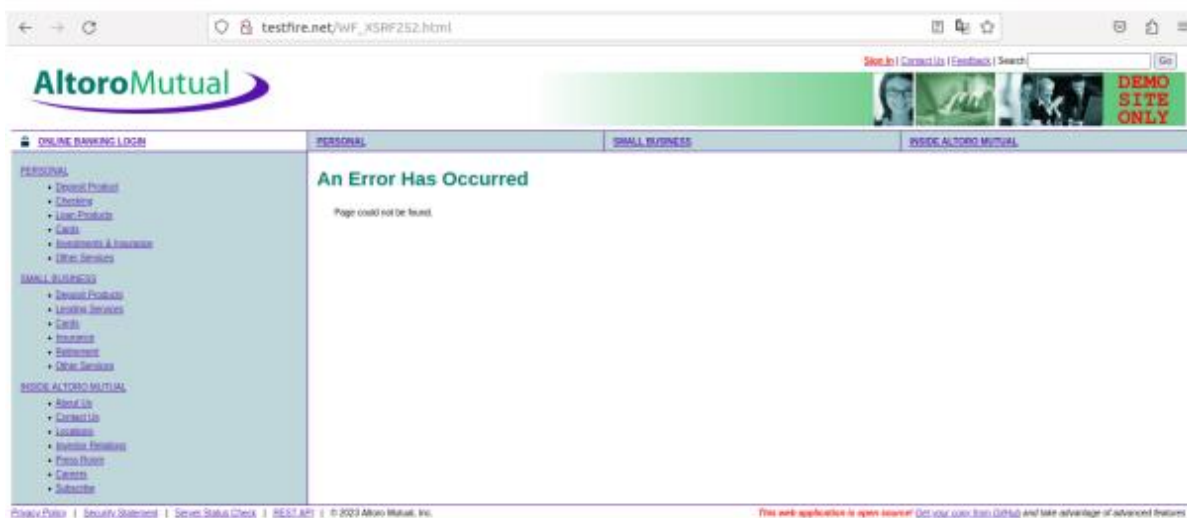 testfire.net/WF_XSRF252.html
Sign In | Contact Us | Feedback | Search Go
AltoroMutual
DEMO
SITE
ONLY
ONLINE BANKING LOGIN PERSONAL SMALL BUSINESS INSIDE ALTORO MUTUAL
PERSONAL
• Deposit Product
• Checking
• Loan Products
• Cards
• Investments & Insurance
• Other Services
SMALL BUSINESS
• Deposit Products
• Lending Services
• Cards
• Insurance
• Retirement
• Other Services
INSIDE ALTORO MUTUAL
• About Us
• Contact Us
• Locations
• Investor Relations
• Press Room
• Careers
• Subscribe
An Error Has Occurred
Page could not be found.
Privacy Policy | Security Statement | Server Status Check | REST API | © 2023 Altoro Mutual, Inc.
This web application is open source! Get your copy from GitHub and take advantage of advanced features